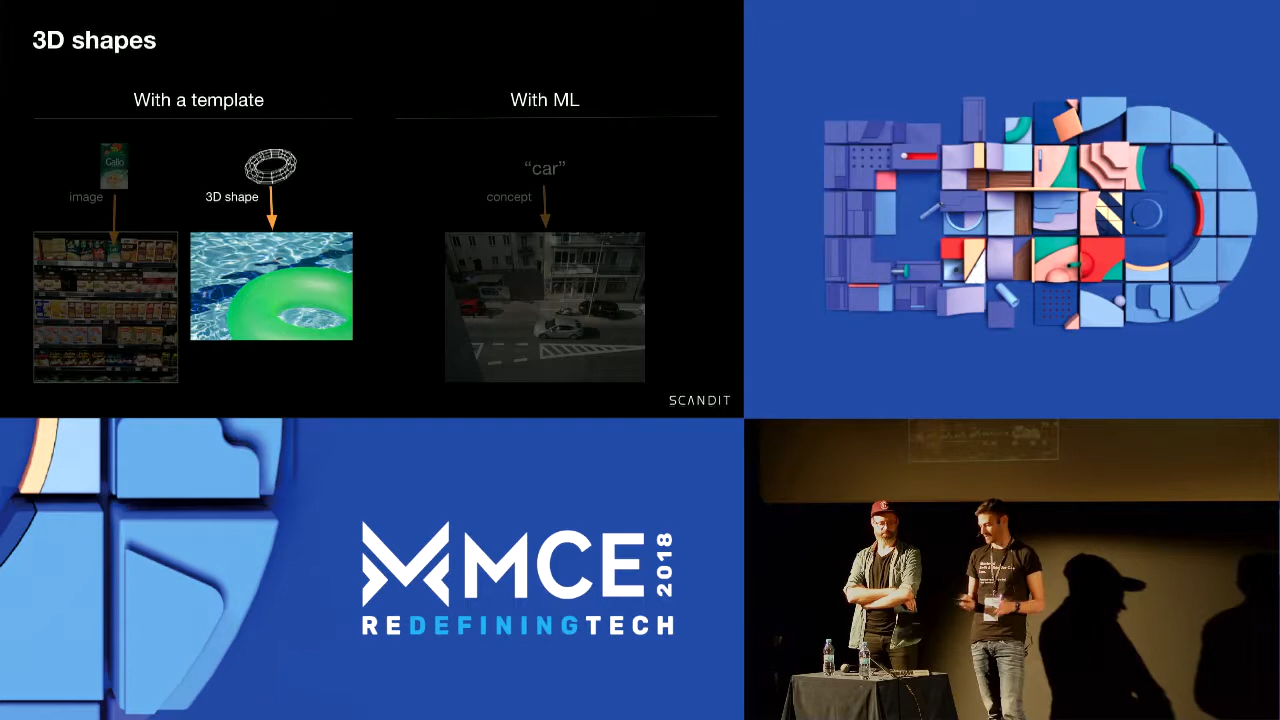 3D shapes
With a template
With ML
Gallo
image
3D shape
“car”
concept
SCANDIT
MCE
2018
REDEFININGTECH